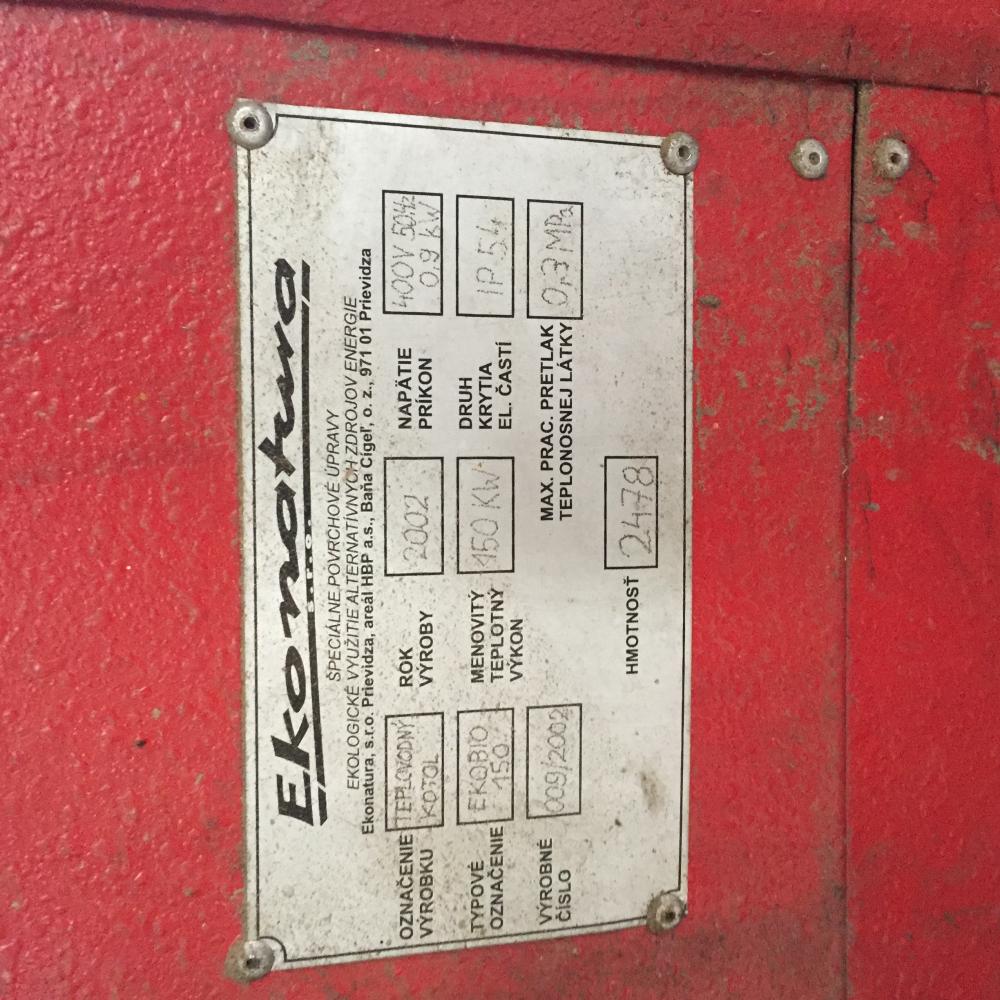 Ekonatura
s.r.o.
ŠPECIÁLNE POVRCHOVÉ ÚPRAVY
EKOLOGICKÉ VYUŽITIE ALTERNATÍVNYCH ZDROJOV ENERGIE
Ekonatura, s.r.o. Prievidza, areál HBP a.s., Baňa Cígeľ, o. z., 971 01 Prievidza
OZNAČENIE VÝROBKU
TEPLOVODNÝ KOTOL
ROK VÝROBY
2002
NAPÄTIE PRÍKON
400V 50Hz 0,9 KW
TYPOVÉ OZNAČENIE
EKOBIO 150
MENOVITÝ TEPLOTNÝ VÝKON
150 KW
DRUH KRYTIA EL. ČASTÍ
IP 54
VÝROBNÉ ČÍSLO
009/2002
MAX. PRAC. PRETLAK TEPLONOSNEJ LÁTKY
0,3 MPa
HMOTNOSŤ
2478